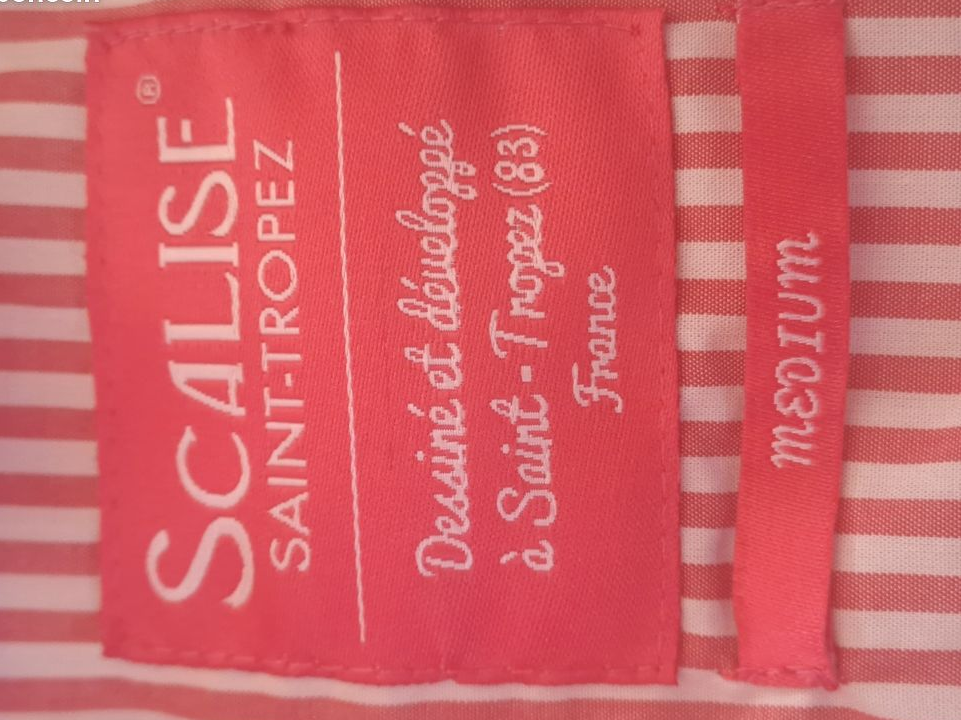 SCALISE®
SAINT-TROPEZ
Dessiné et développé
à Saint-Tropez (83)
France
MEDIUM